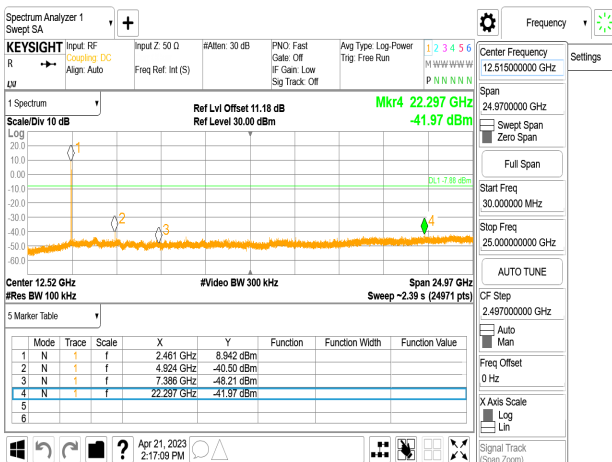 Spectrum Analyzer 1
Swept SA
KEYSIGHT
R
Input: RF
Coupling: DC
Align: Auto
Input Z: 50 Ω
Freq Ref: Int (S)
#Atten: 30 dB
PNO: Fast
Gate: Off
IF Gain: Low
Sig Track: Off
Avg Type: Log-Power
Trig: Free Run
1 2 3 4 5 6
M W W W W W
P N N N N N
LXI
1 Spectrum
Scale/Div 10 dB
Ref Lvl Offset 11.18 dB
Ref Level 30.00 dBm
Mkr4 22.297 GHz
-41.97 dBm
Log
20.0
10.0
0.00
-10.0
-20.0
-30.0
-40.0
-50.0
-60.0
1
2
3
4
DL1 -7.98 dBm
Center 12.52 GHz
#Res BW 100 kHz
#Video BW 300 kHz
Span 24.97 GHz
Sweep ~2.39 s (24971 pts)
5 Marker Table
Mode Trace Scale X Y Function Function Width Function Value
1 N 1 f 2.461 GHz 8.942 dBm
2 N 1 f 4.924 GHz -40.50 dBm
3 N 1 f 7.386 GHz -48.21 dBm
4 N 1 f 22.297 GHz -41.97 dBm
5
6
?
Apr 21, 2023
2:17:09 PM
Frequency
Settings
Center Frequency
12.515000000 GHz
Span
24.9700000 GHz
Swept Span
Zero Span
Full Span
Start Freq
30.000000 MHz
Stop Freq
25.000000000 GHz
AUTO TUNE
CF Step
2.497000000 GHz
Auto
Man
Freq Offset
0 Hz
X Axis Scale
Log
Lin
Signal Track
(Span Zoom)